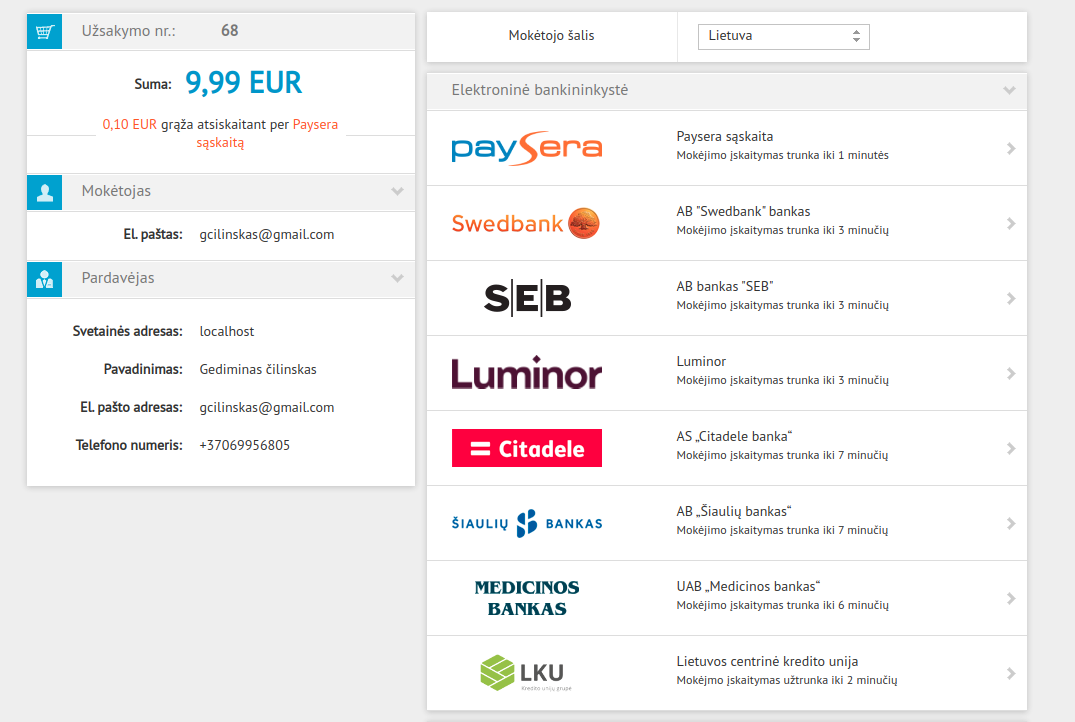 Užsakymo nr.: 68
Suma: 9,99 EUR
0,10 EUR grąža atsiskaitant per Paysera
sąskaitą
Mokėtojas
El. paštas: gcilinskas@gmail.com
Pardavėjas
Svetainės adresas: localhost
Pavadinimas: Gediminas čilinskas
El. pašto adresas: gcilinskas@gmail.com
Telefono numeris: +37069956805
Mokėtojo šalis Lietuva
Elektroninė bankininkystė
paysera
Paysera sąskaita
Mokėjimo įskaitymas trunka iki 1 minutės
Swedbank
AB "Swedbank" bankas
Mokėjimo įskaitymas trunka iki 3 minučių
SEB
AB bankas "SEB"
Mokėjimo įskaitymas trunka iki 3 minučių
Luminor
Luminor
Mokėjimo įskaitymas trunka iki 3 minučių
Citadele
AS „Citadele banka“
Mokėjimo įskaitymas trunka iki 7 minučių
ŠIAULIŲ BANKAS
AB „Šiaulių bankas“
Mokėjimo įskaitymas trunka iki 7 minučių
MEDICINOS
BANKAS
UAB „Medicinos bankas“
Mokėjimo įskaitymas trunka iki 6 minučių
LKU
Kredito unijų grupė
Lietuvos centrinė kredito unija
Mokėjmo įskaitymas užtrunka iki 2 minučių